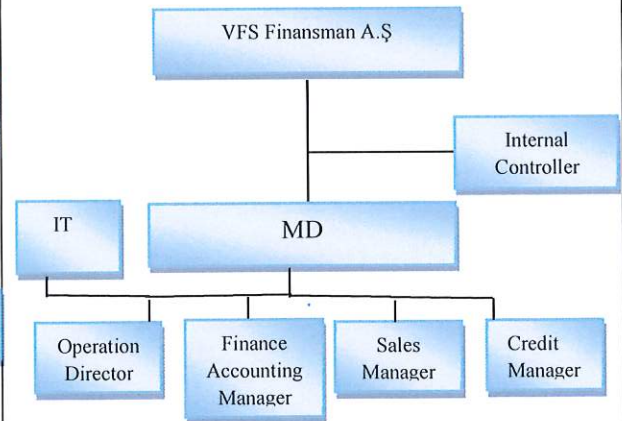 VFS Finansman A.Ş
Internal
Controller
IT
MD
Operation
Director
Finance
Accounting
Manager
Sales
Manager
Credit
Manager